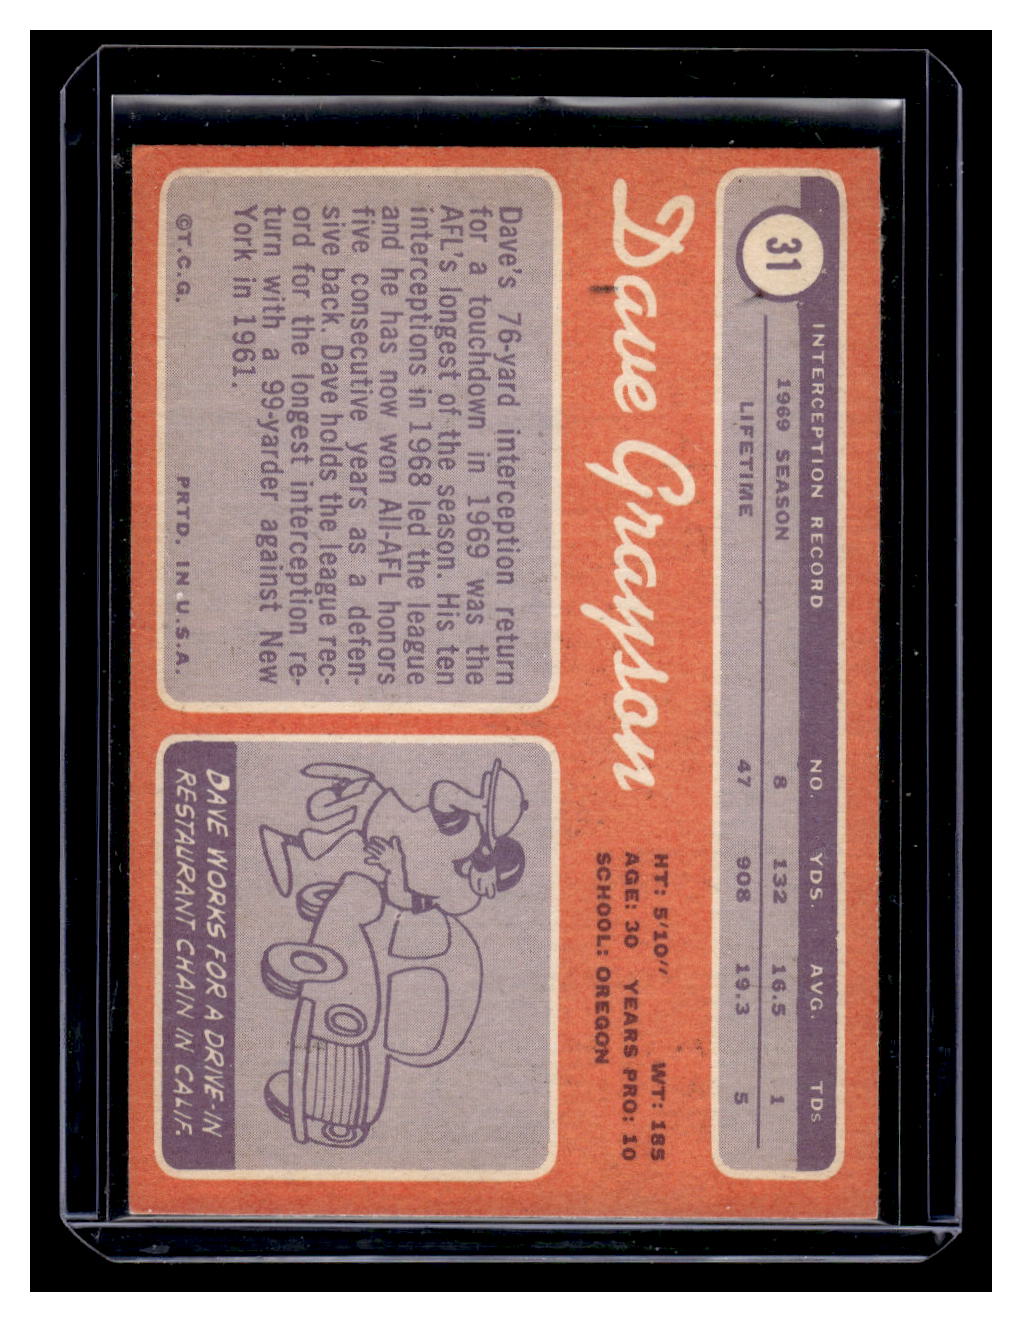 31
INTERCEPTION RECORD NO. YDS. AVG. TDs
1969 SEASON 8 132 16.5 1
LIFETIME 47 908 19.3 5
Dave Grayson
HT: 5'10" WT: 185
AGE: 30 YEARS PRO: 10
SCHOOL: OREGON
Dave's 76-yard interception return
for a touchdown in 1969 was the
AFL's longest of the season. His ten
interceptions in 1968 led the league
and he has now won All-AFL honors
five consecutive years as a defen-
sive back. Dave holds the league rec-
ord for the longest interception re-
turn with a 99-yarder against New
York in 1961.
©T.C.G. PRTD. IN U.S.A.
DAVE WORKS FOR A DRIVE-IN
RESTAURANT CHAIN IN CALIF.